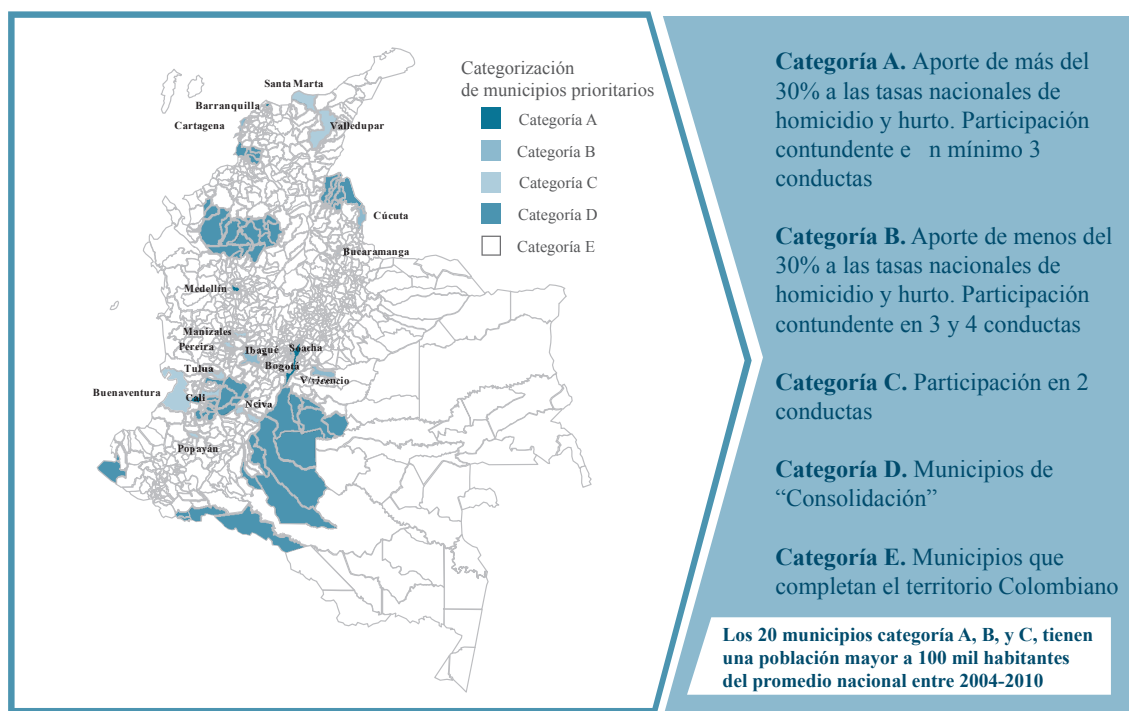 Categorización
de municipios prioritarios
Categoría A
Categoría B
Categoría C
Categoría D
Categoría E
Santa Marta
Barranquilla
Cartagena
Valledupar
Cúcuta
Bucaramanga
Medellín
Manizales
Pereira
Ibagué
Soacha
Bogotá
Tulua
V/vicencio
Buenaventura
Cali
Neiva
Popayán
Categoría A. Aporte de más del
30% a las tasas nacionales de
homicidio y hurto. Participación
contundente e n mínimo 3
conductas
Categoría B. Aporte de menos del
30% a las tasas nacionales de
homicidio y hurto. Participación
contundente en 3 y 4 conductas
Categoría C. Participación en 2
conductas
Categoría D. Municipios de
“Consolidación”
Categoría E. Municipios que
completan el territorio Colombiano
Los 20 municipios categoría A, B, y C, tienen
una población mayor a 100 mil habitantes
del promedio nacional entre 2004-2010